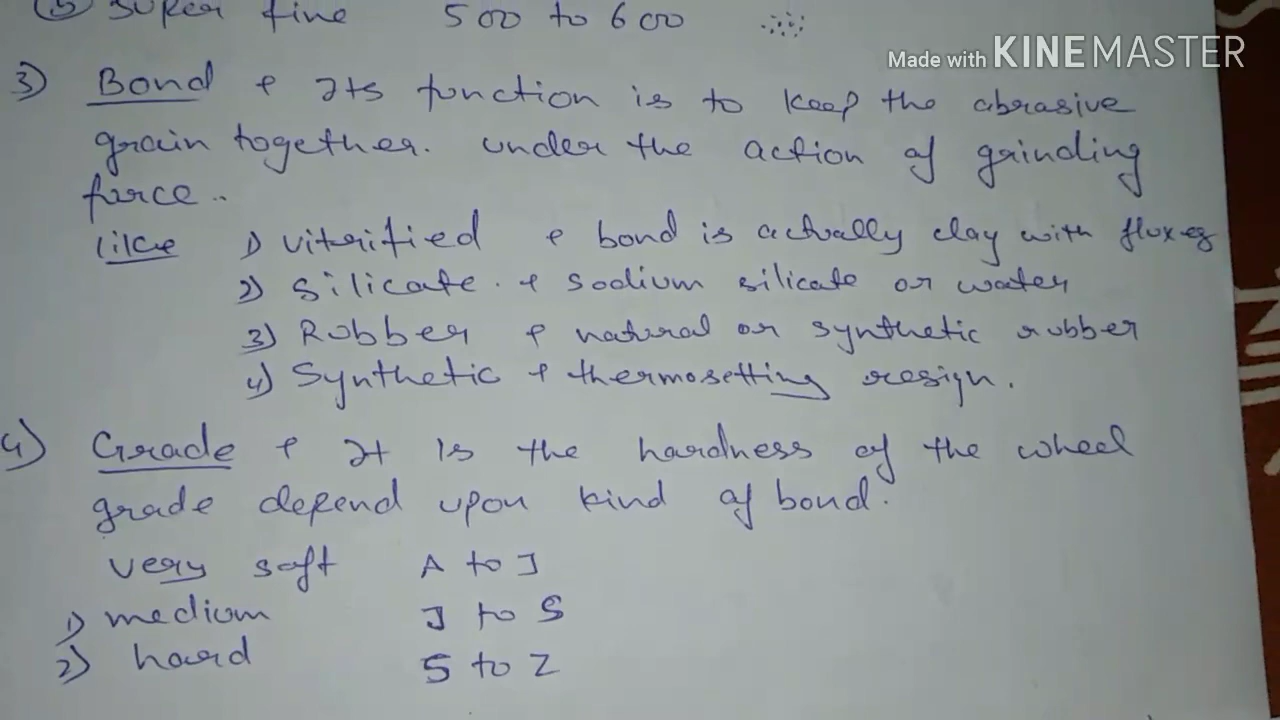 (5) super fine 500 to 600
Made with KINEMASTER
3) Bond → Its function is to keep the abrasive
grain together. under the action of grinding
force..
like 1) vitrified → bond is actually clay with fluxes
2) silicate. → sodium silicate or water
3) Rubber → natural or synthetic rubber
4) Synthetic → thermosetting resign.
4) Grade → It is the hardness of the wheel
grade depend upon kind of bond.
very soft A to J
1) medium J to S
2) hard S to Z